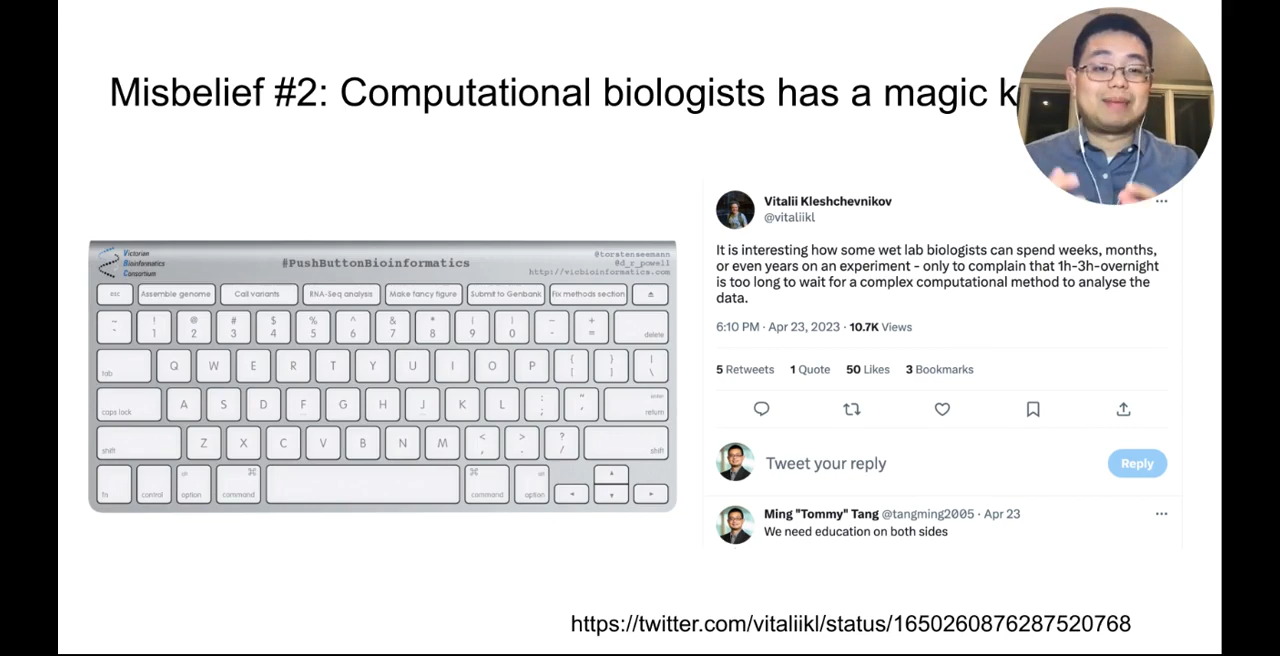 Misbelief #2: Computational biologists has a magic k
Victorian
Bioinformatics
Consortium
#PushButtonBioinformatics
@torstenseemann
@d_r_powell
http://vicbioinformatics.com
esc Assemble genome Call variants RNA-Seq analysis Make fancy figure Submit to Genbank Fix methods section
~ ` ! 1 @ 2 # 3 $ 4 % 5 ^ 6 & 7 * 8 ( 9 ) 0 _ - + = delete
tab Q W E R T Y U I O P { [ } ] | \
caps lock A S D F G H J K L : ; " ' enter return
shift Z X C V B N M < , > . ? / shift
fn control alt option ⌘ command ⌘ command alt option
Vitalii Kleshchevnikov
@vitaliikl
It is interesting how some wet lab biologists can spend weeks, months,
or even years on an experiment - only to complain that 1h-3h-overnight
is too long to wait for a complex computational method to analyse the
data.
6:10 PM · Apr 23, 2023 · 10.7K Views
5 Retweets 1 Quote 50 Likes 3 Bookmarks
Tweet your reply
Reply
Ming "Tommy" Tang @tangming2005 · Apr 23
We need education on both sides
https://twitter.com/vitaliikl/status/1650260876287520768